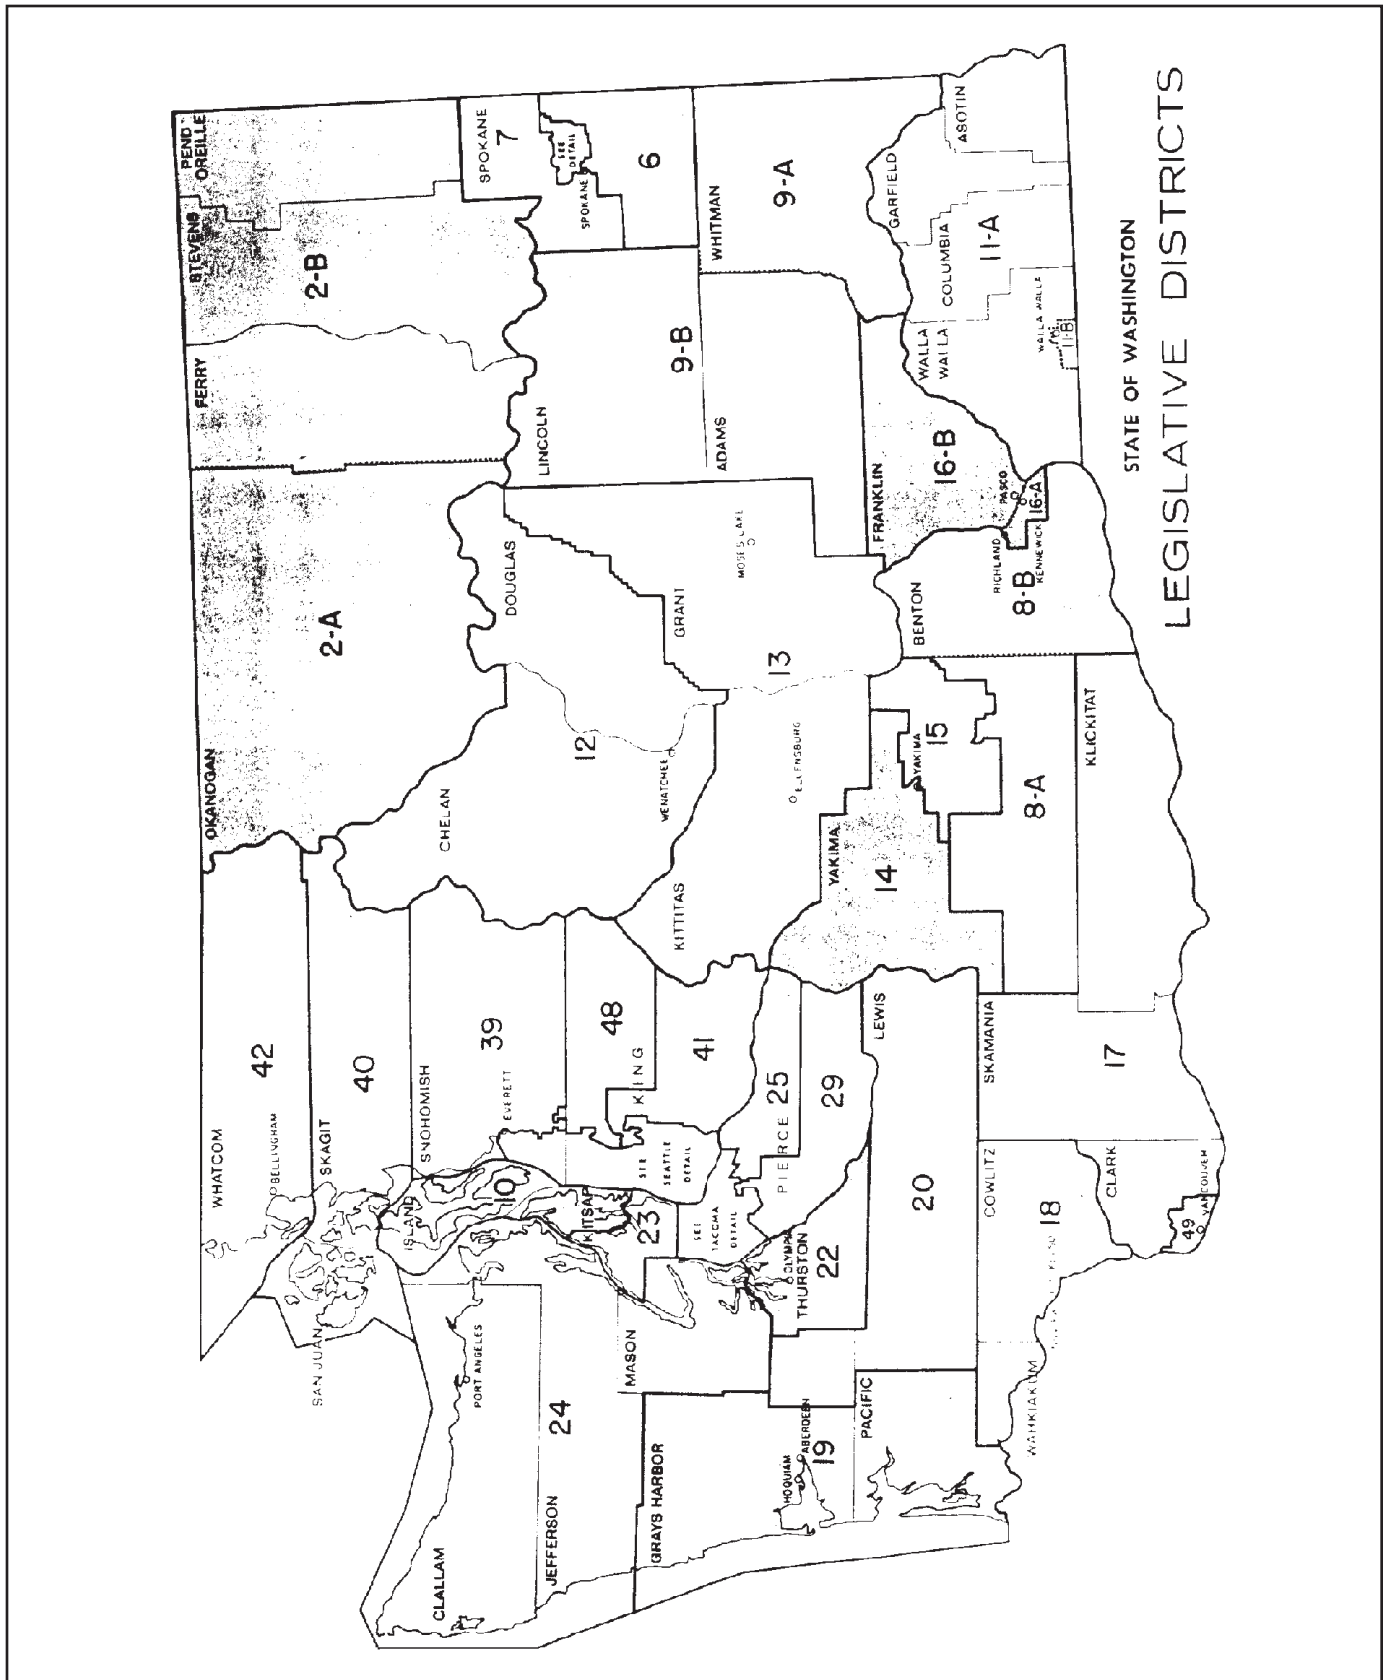 STATE OF WASHINGTON
LEGISLATIVE DISTRICTS
WHATCOM
BELLINGHAM
42
SAN JUAN
SKAGIT
40
OKANOGAN
2-A
FERRY
STEVENS
2-B
PEND
OREILLE
ISLAND
10
SNOHOMISH
EVERETT
39
CHELAN
12
WENATCHEE
DOUGLAS
CLALLAM
PORT ANGELES
24
JEFFERSON
KITSAP
23
SEE
SEATTLE
DETAIL
KING
48
41
LINCOLN
9-B
SPOKANE
7
SEE
DETAIL
SPOKANE
6
GRAYS HARBOR
HOQUIAM
ABERDEEN
19
MASON
SEE
TACOMA
DETAIL
PIERCE
25
29
KITTITAS
ELLENSBURG
13
GRANT
MOSES LAKE
ADAMS
WHITMAN
9-A
THURSTON
OLYMPIA
22
PACIFIC
LEWIS
20
YAKIMA
14
YAKIMA
15
8-A
BENTON
8-B
RICHLAND
KENNEWICK
FRANKLIN
16-B
PASCO
16-A
WALLA
WALLA
WALLA WALLA
11-B
COLUMBIA
11-A
GARFIELD
ASOTIN
WAHKIAKUM
COWLITZ
18
CLARK
49
VANCOUVER
SKAMANIA
17
KLICKITAT